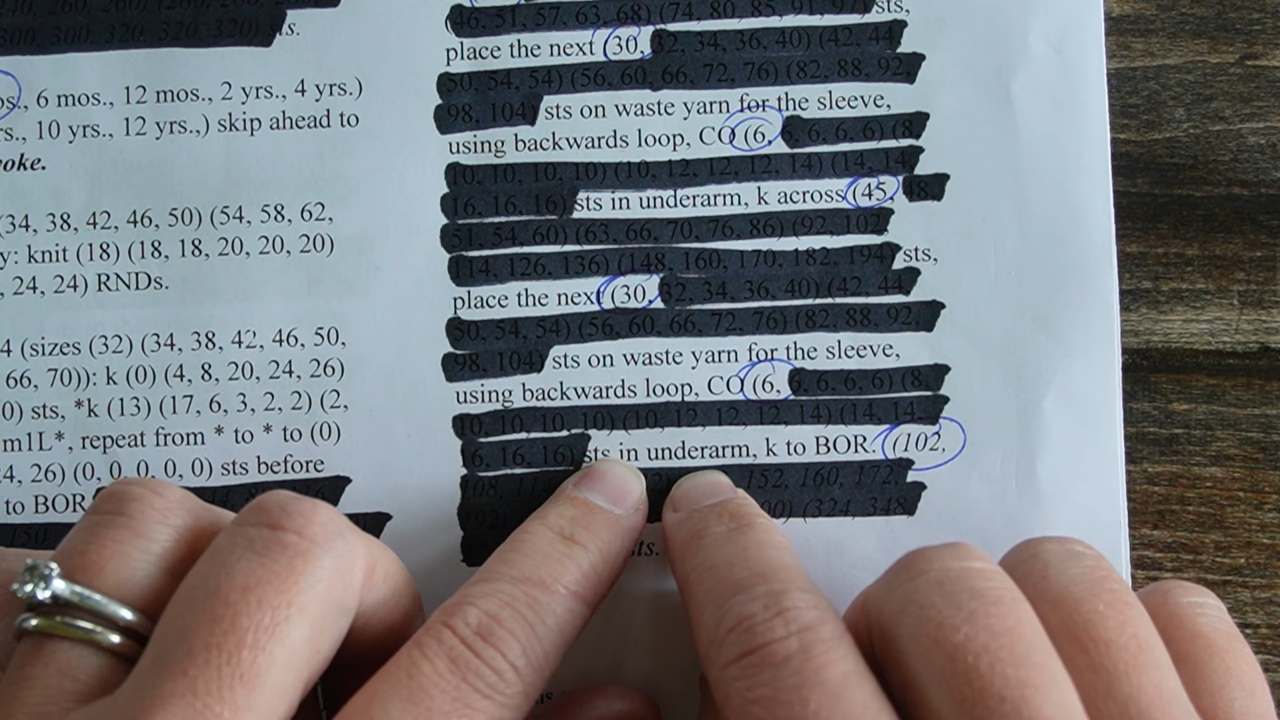 300, 300, 320, 320, 320) sts.
os., 6 mos., 12 mos., 2 yrs., 4 yrs.)
rs., 10 yrs., 12 yrs.,) skip ahead to
oke.
(34, 38, 42, 46, 50) (54, 58, 62,
y: knit (18) (18, 18, 20, 20, 20)
, 24, 24) RNDs.
4 (sizes (32) (34, 38, 42, 46, 50,
66, 70)): k (0) (4, 8, 20, 24, 26)
0) sts, *k (13) (17, 6, 3, 2, 2) (2,
m1L*, repeat from * to * to (0)
4, 26) (0, 0, 0, 0, 0) sts before
to BOR
150,
(46, 51, 57, 63, 68) (74, 80, 85, 91, 97) sts,
place the next (30, 32, 34, 36, 40) (42, 44,
50, 54, 54) (56, 60, 66, 72, 76) (82, 88, 92,
98, 104) sts on waste yarn for the sleeve,
using backwards loop, CO (6, 6, 6, 6, 6) (8,
10, 10, 10, 10) (10, 12, 12, 12, 14) (14, 14,
16, 16, 16) sts in underarm, k across (45, 48,
51, 54, 60) (63, 66, 70, 76, 86) (92, 102,
114, 126, 136) (148, 160, 170, 182, 194) sts,
place the next (30, 32, 34, 36, 40) (42, 44,
50, 54, 54) (56, 60, 66, 72, 76) (82, 88, 92,
98, 104) sts on waste yarn for the sleeve,
using backwards loop, CO (6, 6, 6, 6, 6) (8,
10, 10, 10, 10) (10, 12, 12, 12, 14) (14, 14,
16, 16, 16) sts in underarm, k to BOR. (102,
108, 152, 160, 172,
(324, 348,
sts.